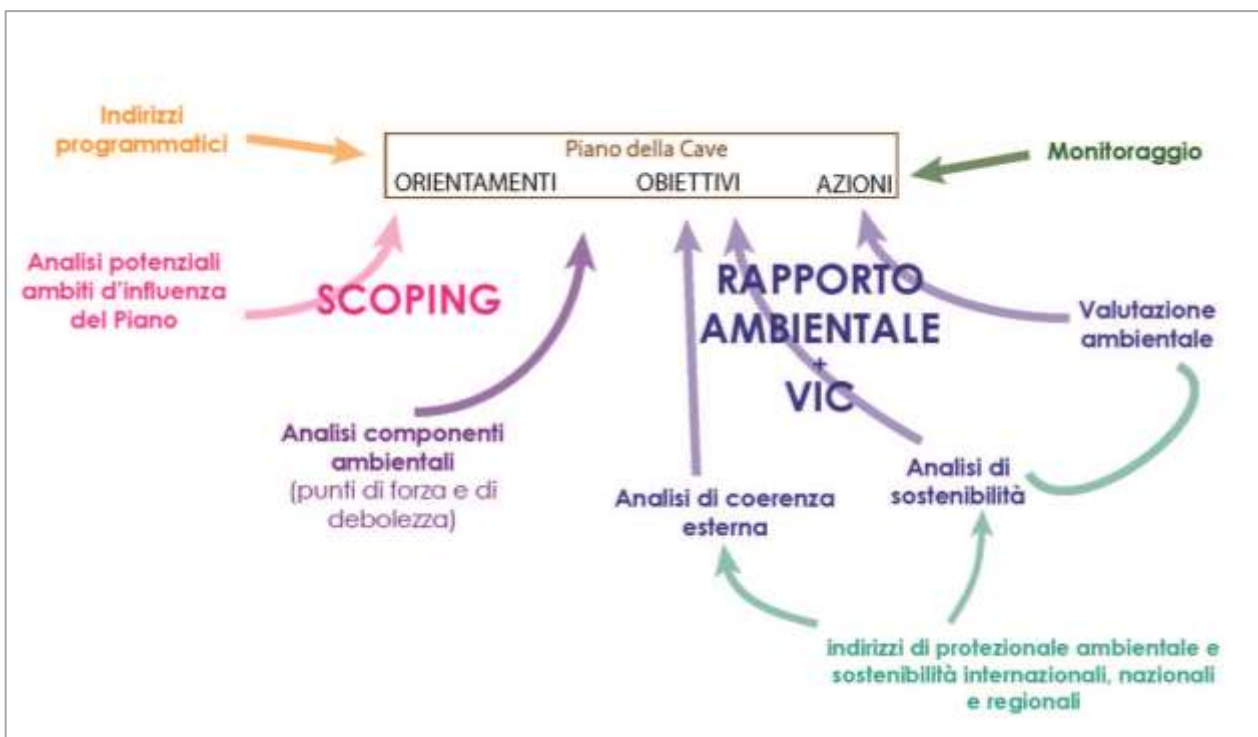 Indirizzi
programmatici
Piano della Cave
ORIENTAMENTI OBIETTIVI AZIONI
Monitoraggio
Analisi potenziali
ambiti d'influenza
del Piano
SCOPING
RAPPORTO
AMBIENTALE
+
VIC
Valutazione
ambientale
Analisi componenti
ambientali
(punti di forza e di
debolezza)
Analisi di coerenza
esterna
Analisi di
sostenibilità
indirizzi di protezionale ambientale e
sostenibilità internazionali, nazionali
e regionali